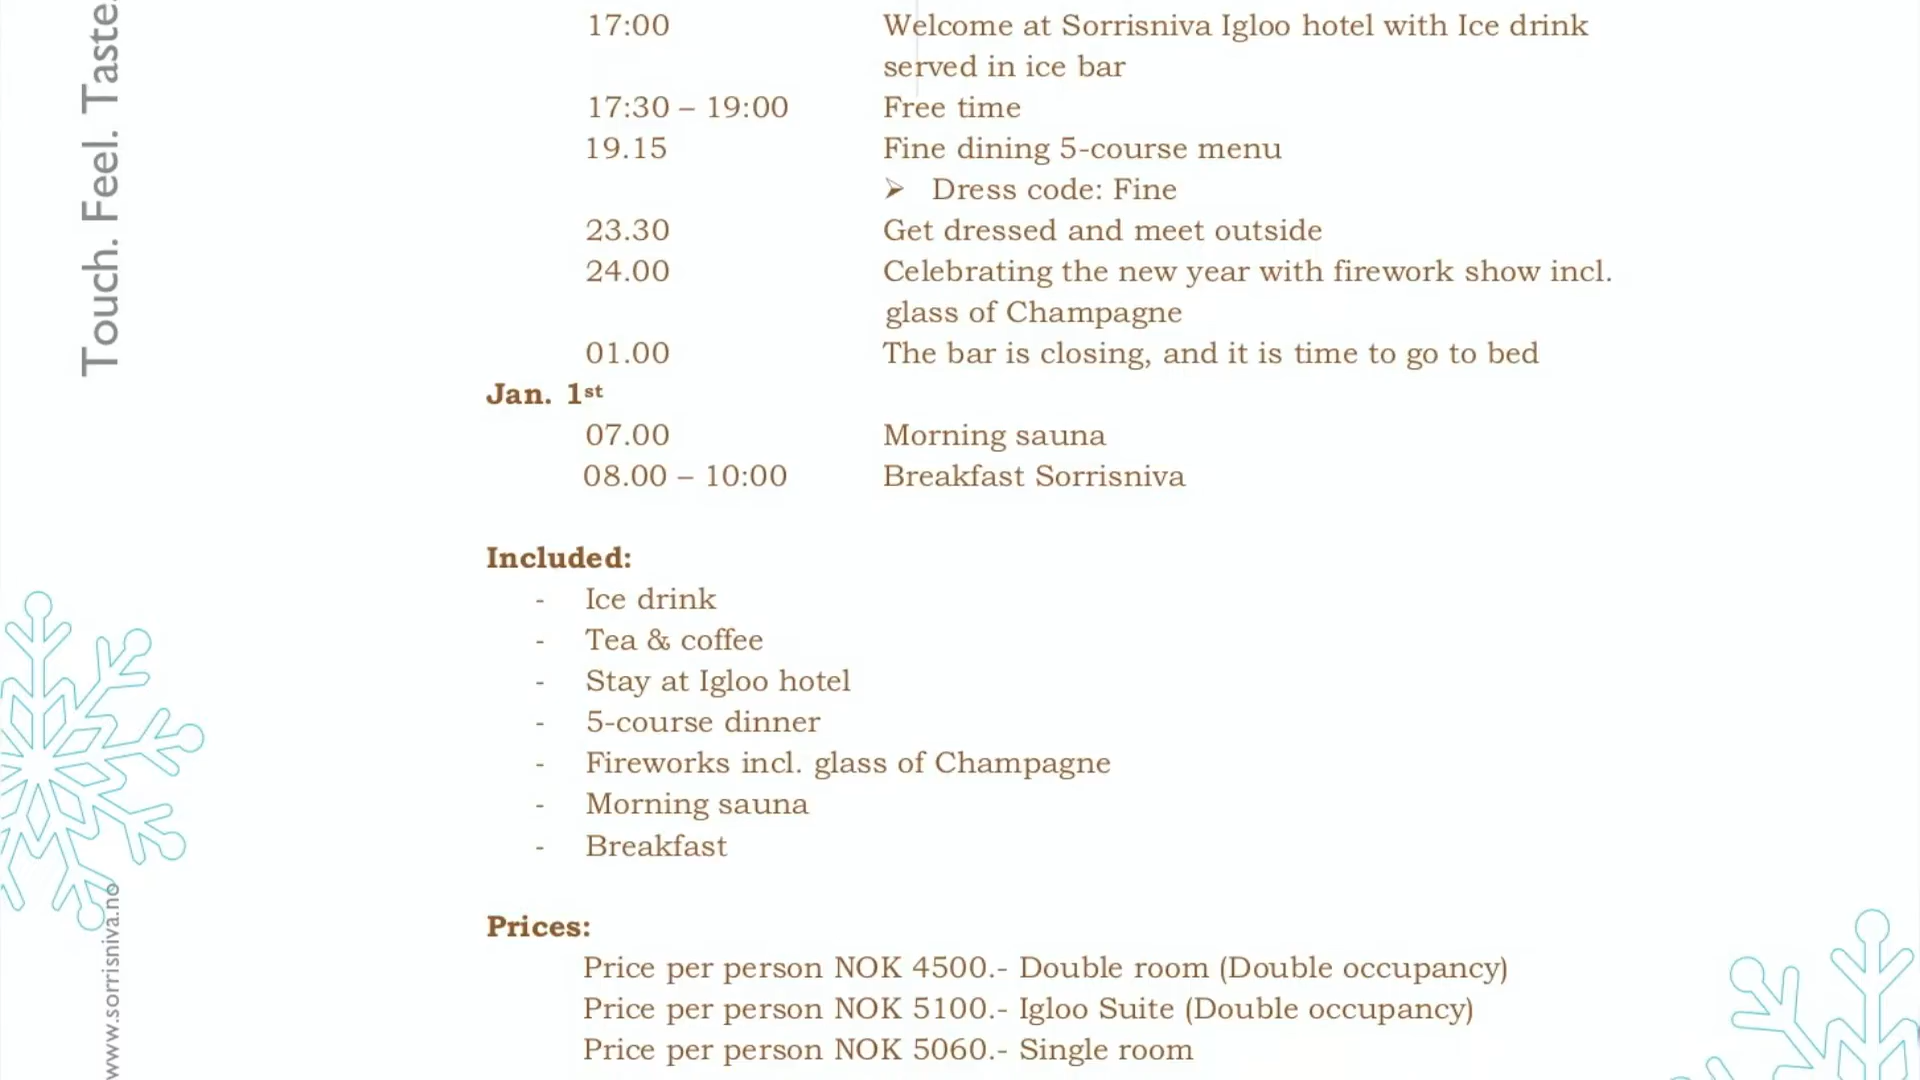 17:00 Welcome at Sorrisniva Igloo hotel with Ice drink
served in ice bar
17:30 – 19:00 Free time
19.15 Fine dining 5-course menu
➢ Dress code: Fine
23.30 Get dressed and meet outside
24.00 Celebrating the new year with firework show incl.
glass of Champagne
01.00 The bar is closing, and it is time to go to bed
Jan. 1st
07.00 Morning sauna
08.00 – 10:00 Breakfast Sorrisniva
Included:
- Ice drink
- Tea & coffee
- Stay at Igloo hotel
- 5-course dinner
- Fireworks incl. glass of Champagne
- Morning sauna
- Breakfast
Prices:
Price per person NOK 4500.- Double room (Double occupancy)
Price per person NOK 5100.- Igloo Suite (Double occupancy)
Price per person NOK 5060.- Single room
Touch. Feel. Taste.
www.sorrisniva.no